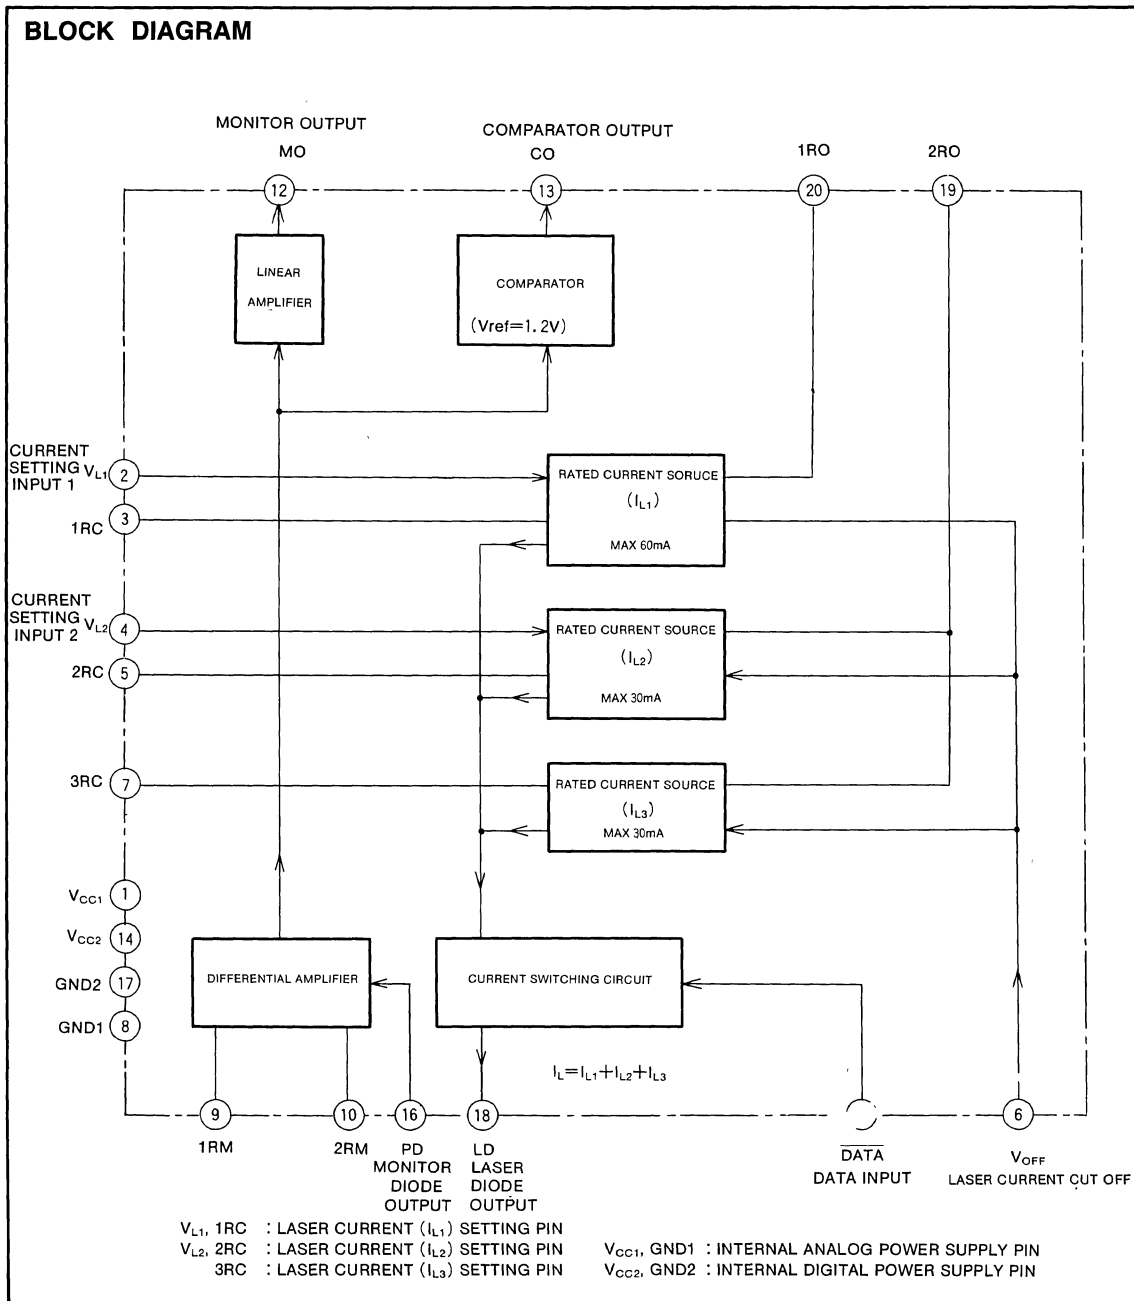 BLOCK DIAGRAM
MONITOR OUTPUT
MO
COMPARATOR OUTPUT
CO
1RO
2RO
12
13
20
19
LINEAR
AMPLIFIER
COMPARATOR
(Vref=1.2V)
CURRENT
SETTING VL1
INPUT 1
2
RATED CURRENT SORUCE
(IL1)
MAX 60mA
1RC
3
CURRENT
SETTING VL2
INPUT 2
4
RATED CURRENT SOURCE
(IL2)
MAX 30mA
2RC
5
3RC
7
RATED CURRENT SOURCE
(IL3)
MAX 30mA
VCC1
1
VCC2
14
GND2
17
GND1
8
DIFFERENTIAL AMPLIFIER
CURRENT SWITCHING CIRCUIT
IL=IL1+IL2+IL3
9
10
16
18
6
1RM
2RM
PD
MONITOR
DIODE
OUTPUT
LD
LASER
DIODE
OUTPUT
DATA
DATA INPUT
VOFF
LASER CURRENT CUT OFF
VL1, 1RC : LASER CURRENT (IL1) SETTING PIN
VL2, 2RC : LASER CURRENT (IL2) SETTING PIN
3RC : LASER CURRENT (IL3) SETTING PIN
VCC1, GND1 : INTERNAL ANALOG POWER SUPPLY PIN
VCC2, GND2 : INTERNAL DIGITAL POWER SUPPLY PIN